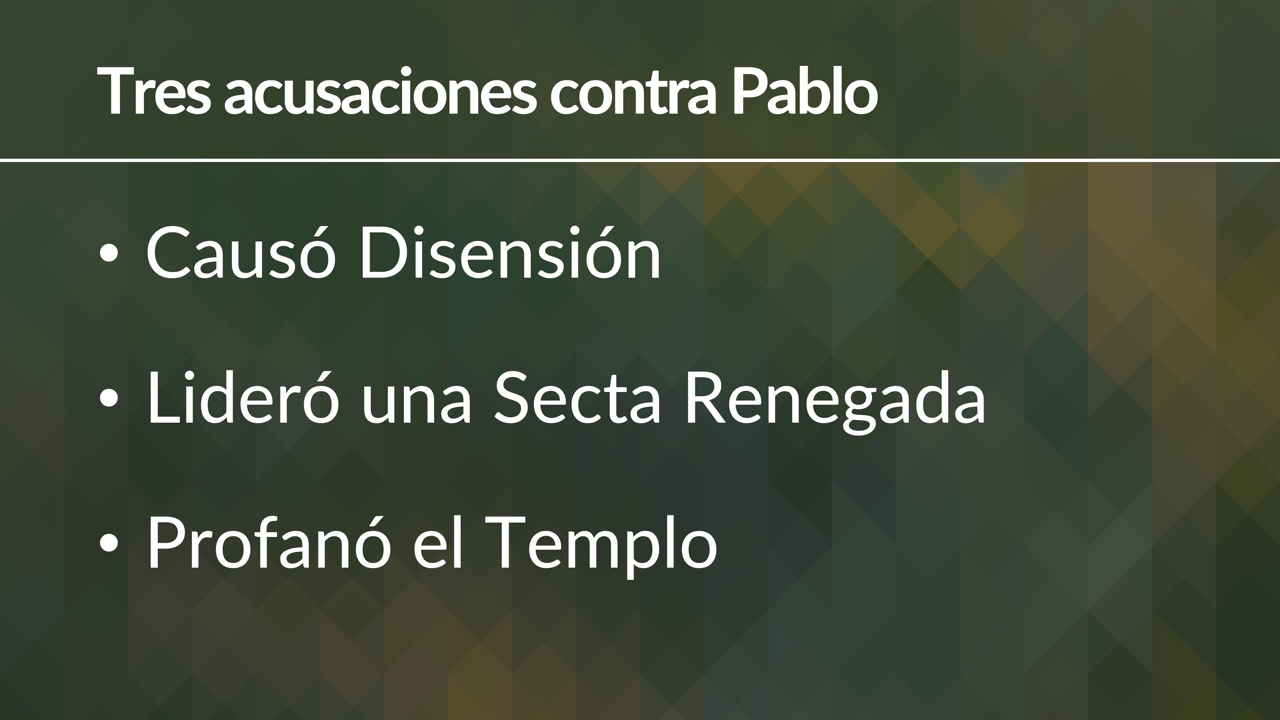 Tres acusaciones contra Pablo
• Causó Disensión
• Lideró una Secta Renegada
• Profanó el Templo